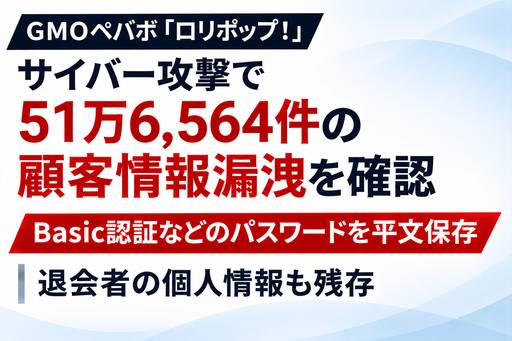 GMOペパボ「ロリポップ！」
サイバー攻撃で
51万6,564件の
顧客情報漏洩を確認
Basic認証などのパスワードを平文保存
退会者の個人情報も残存